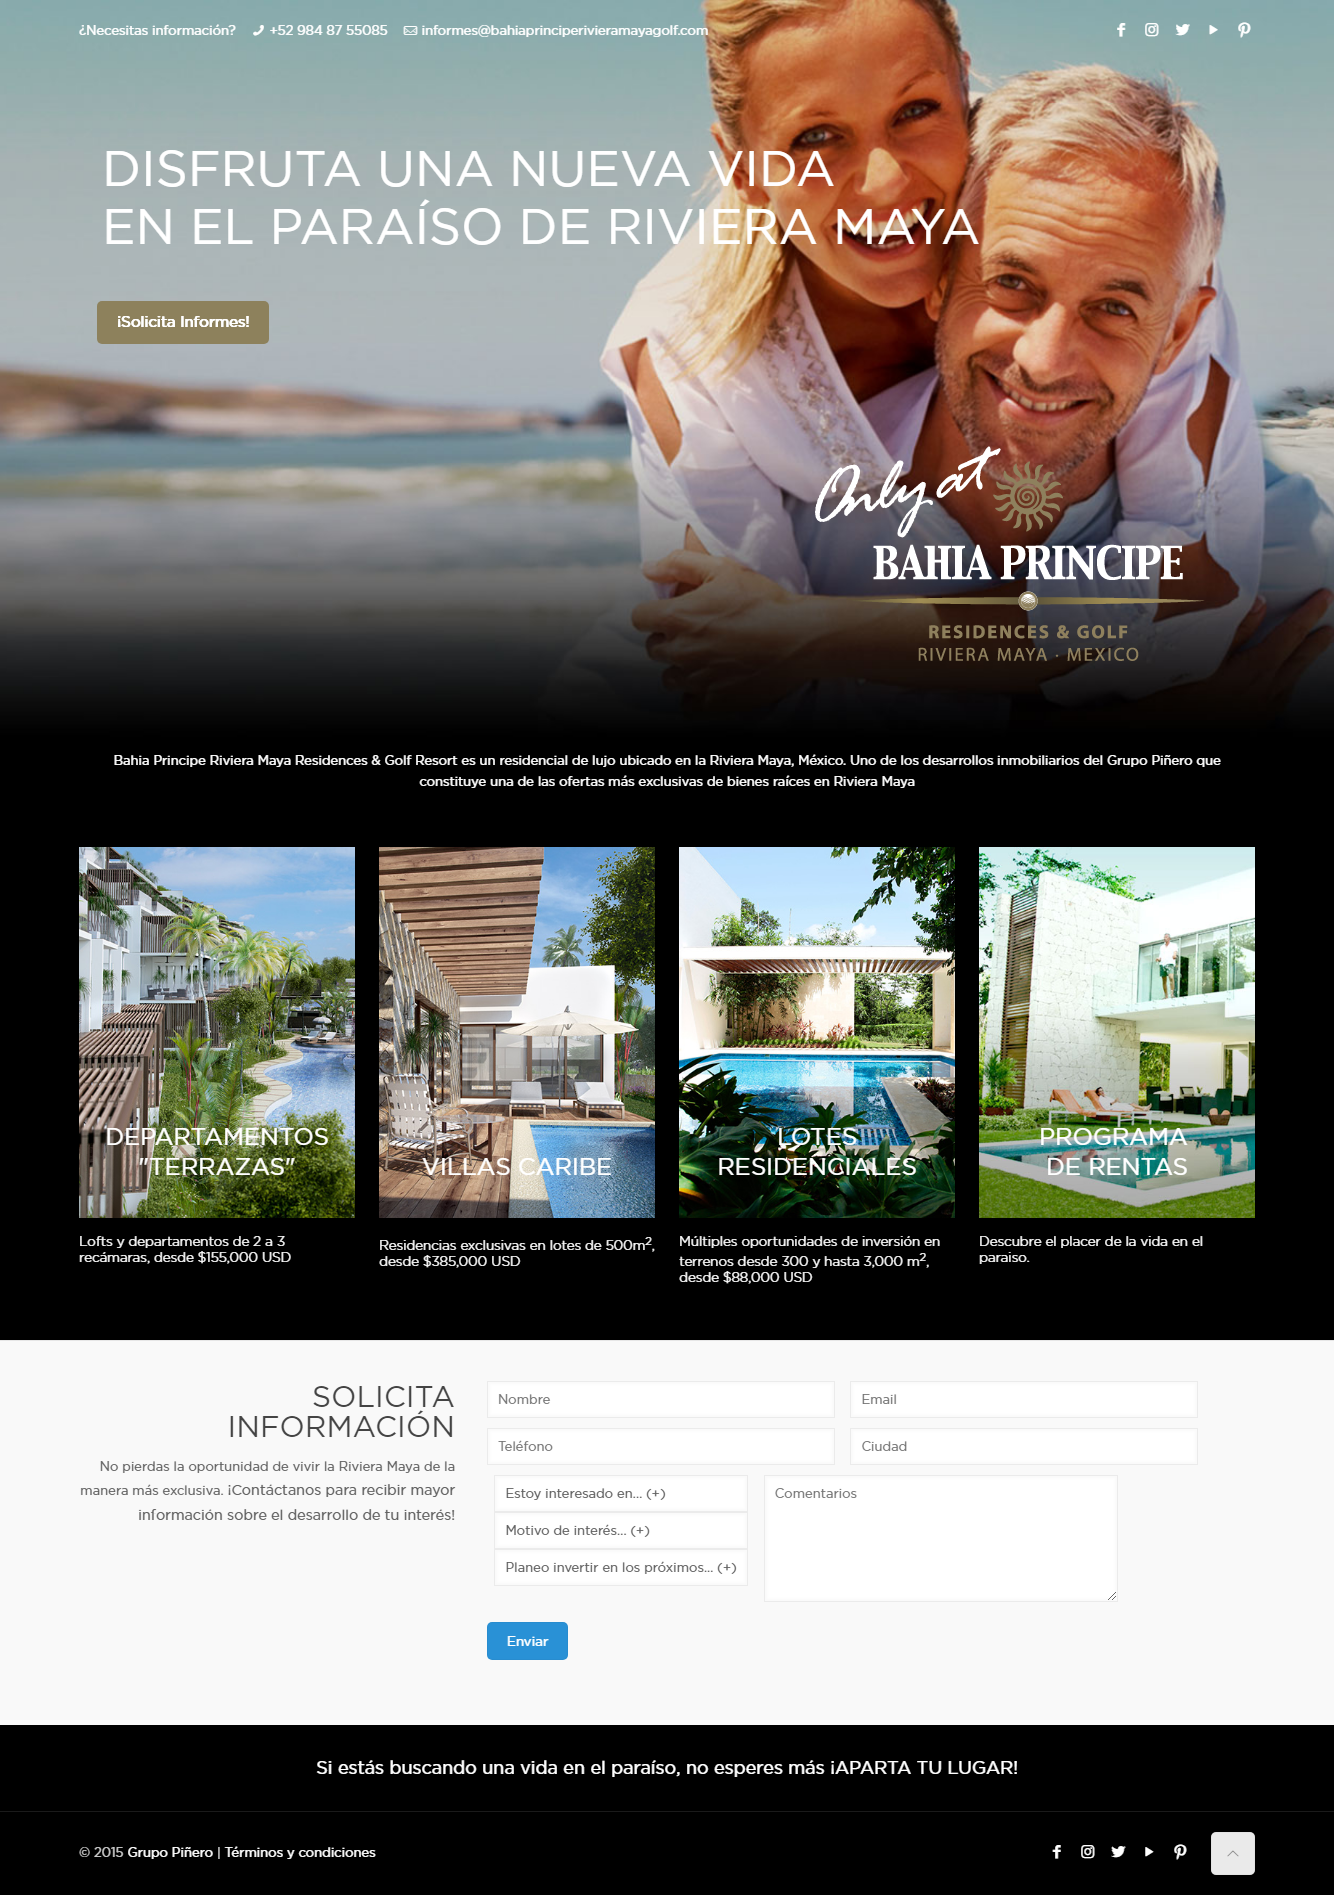 ¿Necesitas información? +52 984 87 55085 informes@bahiaprinciperivieramayagolf.com
DISFRUTA UNA NUEVA VIDA
EN EL PARAÍSO DE RIVIERA MAYA
¡Solicita Informes!
Only at
BAHIA PRINCIPE
RESIDENCES & GOLF
RIVIERA MAYA · MEXICO
Bahia Principe Riviera Maya Residences & Golf Resort es un residencial de lujo ubicado en la Riviera Maya, México. Uno de los desarrollos inmobiliarios del Grupo Piñero que
constituye una de las ofertas más exclusivas de bienes raíces en Riviera Maya
DEPARTAMENTOS
"TERRAZAS"
Lofts y departamentos de 2 a 3
recámaras, desde $155,000 USD
VILLAS CARIBE
Residencias exclusivas en lotes de 500m²,
desde $385,000 USD
LOTES
RESIDENCIALES
Múltiples oportunidades de inversión en
terrenos desde 300 y hasta 3,000 m²,
desde $88,000 USD
PROGRAMA
DE RENTAS
Descubre el placer de la vida en el
paraiso.
SOLICITA
INFORMACIÓN
No pierdas la oportunidad de vivir la Riviera Maya de la
manera más exclusiva. ¡Contáctanos para recibir mayor
información sobre el desarrollo de tu interés!
Nombre
Email
Teléfono
Ciudad
Estoy interesado en... (+)
Motivo de interés... (+)
Planeo invertir en los próximos... (+)
Comentarios
Enviar
Si estás buscando una vida en el paraíso, no esperes más ¡APARTA TU LUGAR!
© 2015 Grupo Piñero | Términos y condiciones